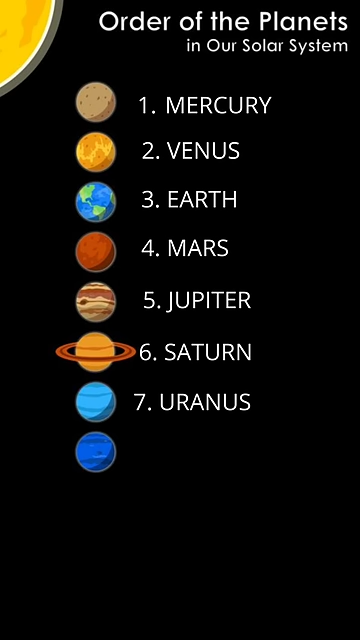 Order of the Planets
in Our Solar System
1. MERCURY
2. VENUS
3. EARTH
4. MARS
5. JUPITER
6. SATURN
7. URANUS